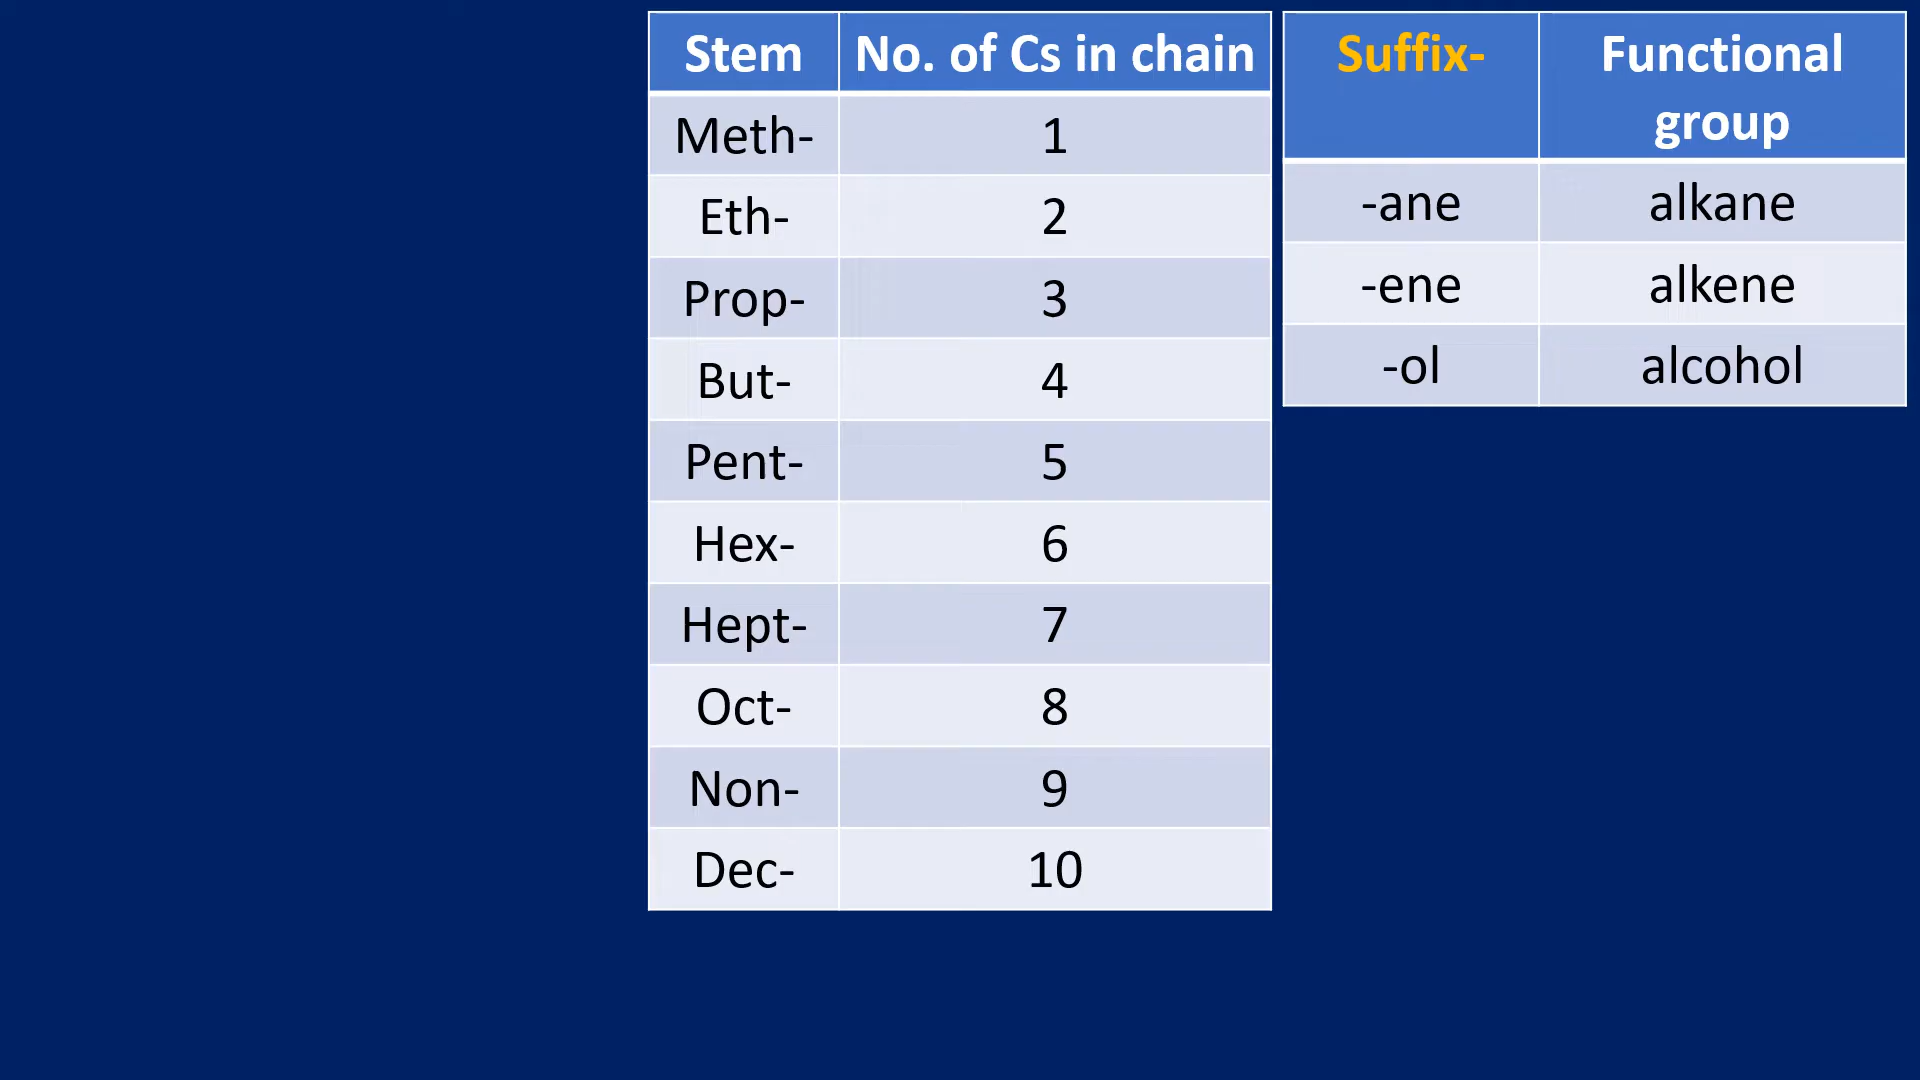 Stem No. of Cs in chain
Meth- 1
Eth- 2
Prop- 3
But- 4
Pent- 5
Hex- 6
Hept- 7
Oct- 8
Non- 9
Dec- 10
Suffix- Functional
group
-ane alkane
-ene alkene
-ol alcohol